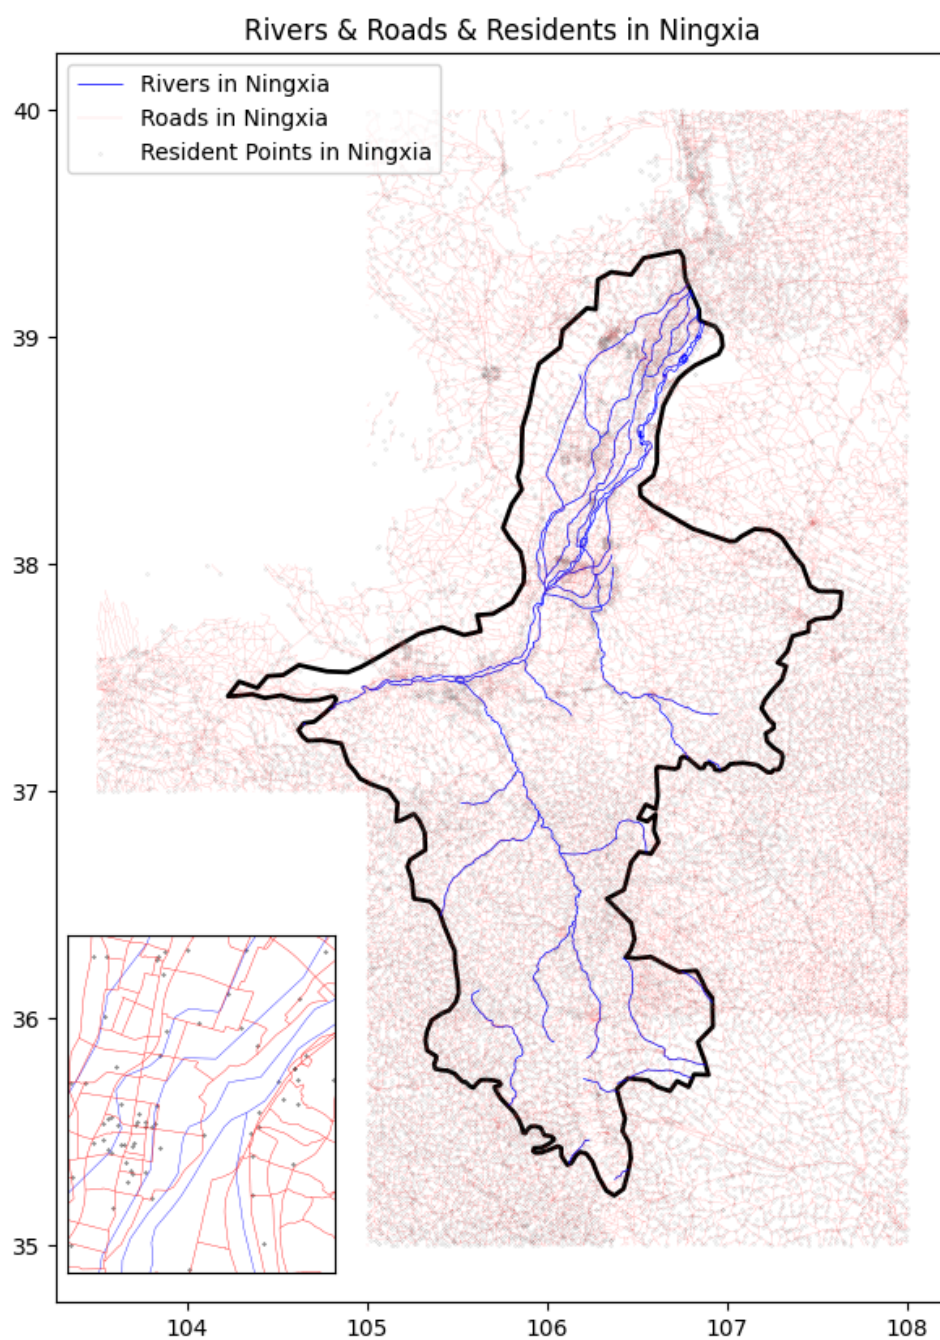 Rivers & Roads & Residents in Ningxia
Rivers in Ningxia
Roads in Ningxia
Resident Points in Ningxia
40
39
38
37
36
35
104
105
106
107
108